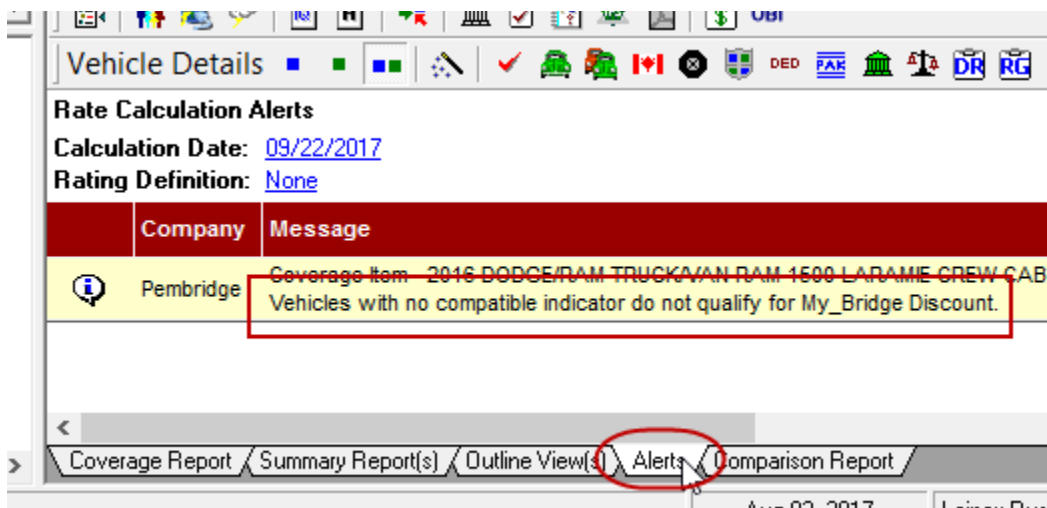 UBI
Vehicle Details DED PAK DR RG
Rate Calculation Alerts
Calculation Date: 09/22/2017
Rating Definition: None
Company Message
Pembridge
Coverage Item - 2016 DODGE/RAM TRUCK/VAN RAM 1500 LARAMIE CREW CAB
Vehicles with no compatible indicator do not qualify for My_Bridge Discount.
Coverage Report Summary Report(s) Outline View(s) Alerts Comparison Report
2017